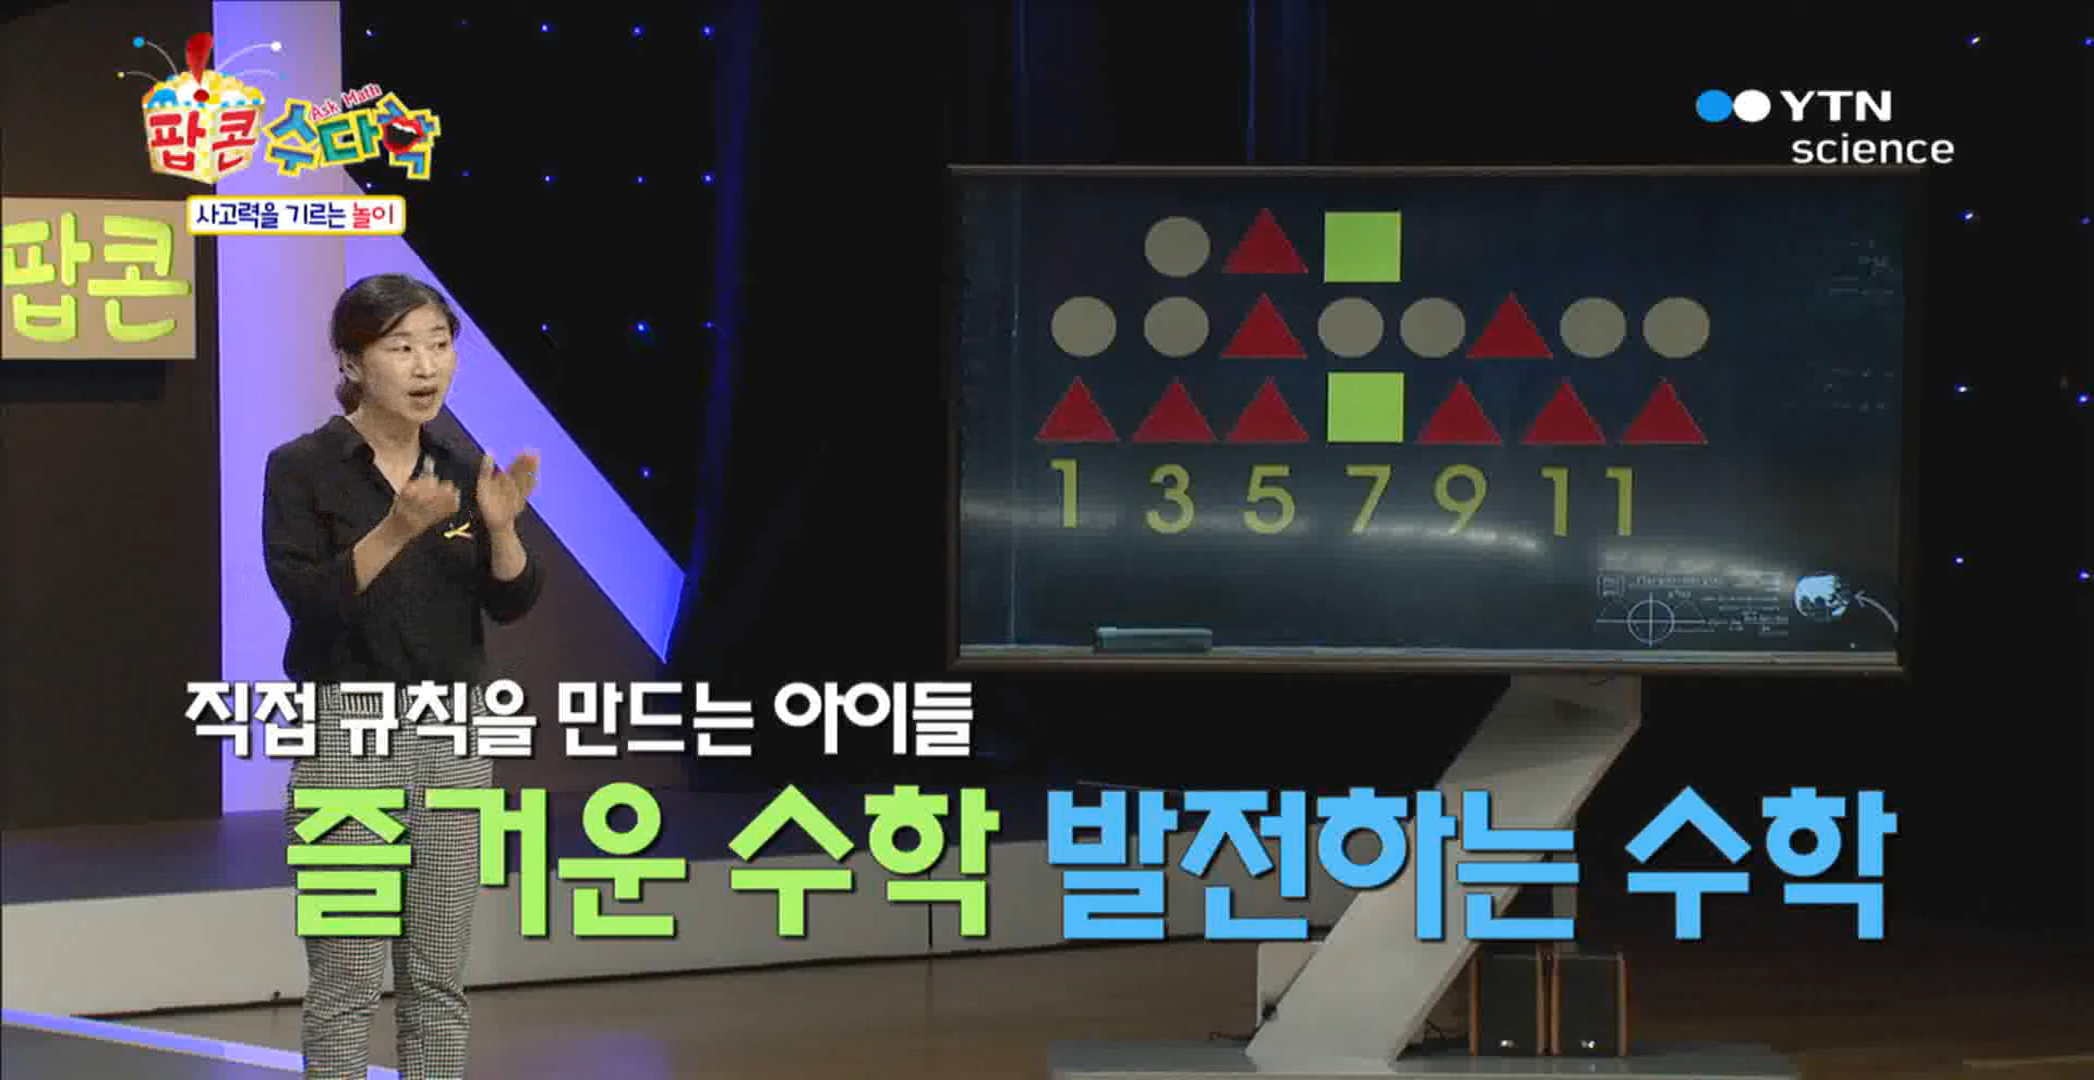 팝콘 수다학
Ask Math
사고력을 기르는 놀이
YTN
science
팝콘
1 3 5 7 9 11
직접 규칙을 만드는 아이들
즐거운 수학 발전하는 수학